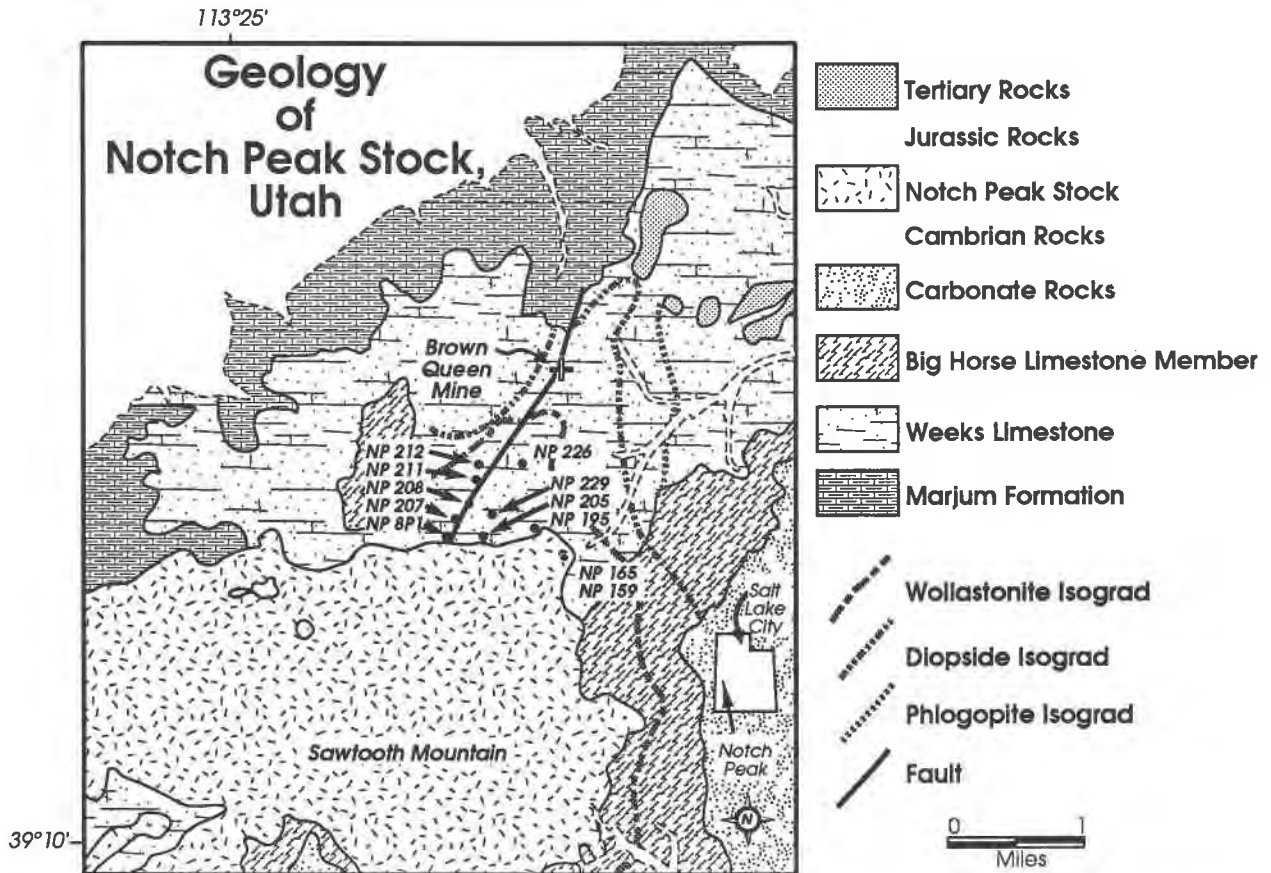 113°25'
Geology
of
Notch Peak Stock,
Utah
Brown
Queen
Mine
NP 212
NP 211
NP 208
NP 207
NP 8P1
NP 226
NP 229
NP 205
NP 195
NP 165
NP 159
Salt
Lake
City
Notch
Peak
N
Sawtooth Mountain
39°10'
Tertiary Rocks
Jurassic Rocks
Notch Peak Stock
Cambrian Rocks
Carbonate Rocks
Big Horse Limestone Member
Weeks Limestone
Marjum Formation
Wollastonite Isograd
Diopside Isograd
Phlogopite Isograd
Fault
0 1
Miles